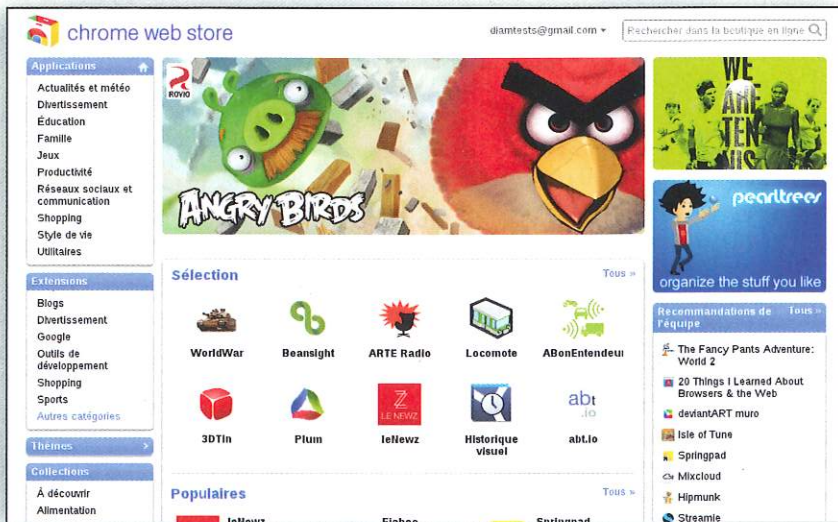 chrome web store
diamtests@gmail.com
Rechercher dans la boutique en ligne
Applications
Actualités et météo
Divertissement
Éducation
Famille
Jeux
Productivité
Réseaux sociaux et
communication
Shopping
Style de vie
Utilitaires
Extensions
Blogs
Divertissement
Google
Outils de
développement
Shopping
Sports
Autres catégories
Thèmes
Collections
À découvrir
Alimentation
ROVIO
ANGRY BIRDS
Sélection
Tous »
WorldWar
Beansight
ARTE Radio
Locomote
ABonEntendeur
3DTin
Plum
Z
LE NEWZ
leNewz
Historique
visuel
abt
.io
abt.io
Populaires
Tous »
leNewz
Springpad
WE
ARE
TEN
NIS
pearltrees
organize the stuff you like
Recommandations de
l'équipe
Tous »
The Fancy Pants Adventure:
World 2
20 Things I Learned About
Browsers & the Web
deviantART muro
Isle of Tune
Springpad
Mixcloud
Hipmunk
Streamie